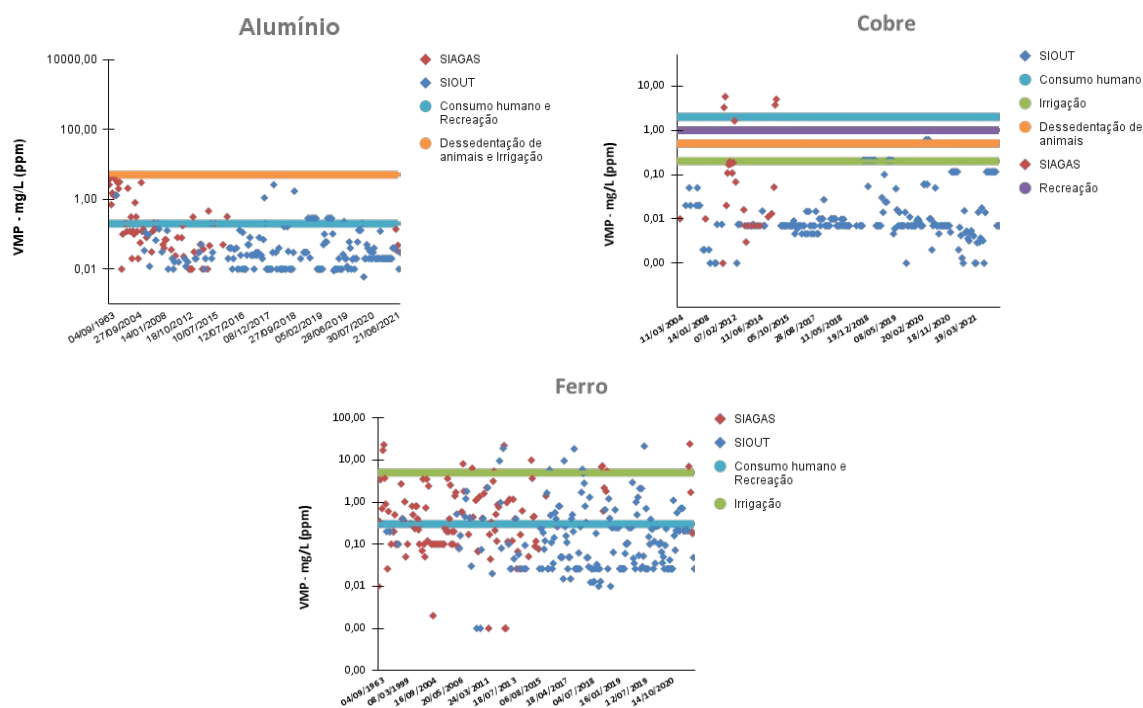 Alumínio
VMP - mg/L (ppm)
10000,00
100,00
1,00
0,01
04/09/1963
27/09/2004
14/01/2008
18/10/2012
10/07/2015
12/07/2016
08/12/2017
27/09/2018
05/02/2019
28/06/2019
30/07/2020
21/06/2021
SIAGAS
SIOUT
Consumo humano e
Recreação
Dessedentação de
animais e Irrigação
Cobre
VMP - mg/L (ppm)
10,00
1,00
0,10
0,01
0,00
11/03/2004
14/01/2008
07/02/2012
11/06/2014
05/10/2015
28/08/2017
11/05/2018
19/12/2018
08/05/2019
20/02/2020
18/11/2020
19/03/2021
SIOUT
Consumo humano
Irrigação
Dessedentação de
animais
SIAGAS
Recreação
Ferro
VMP - mg/L (ppm)
100,00
10,00
1,00
0,10
0,01
0,00
0,00
04/09/1963
08/03/1999
16/09/2004
20/05/2006
24/03/2011
18/07/2013
06/08/2015
18/04/2017
04/07/2018
16/01/2019
12/07/2019
14/10/2020
SIAGAS
SIOUT
Consumo humano e
Recreação
Irrigação